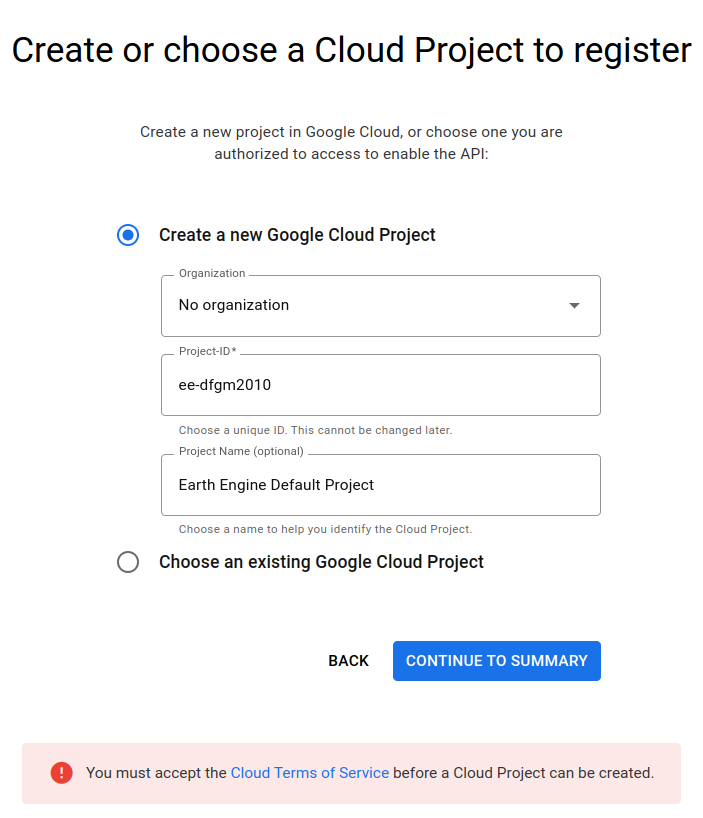 Create or choose a Cloud Project to register
Create a new project in Google Cloud, or choose one you are
authorized to access to enable the API:
Create a new Google Cloud Project
Organization
No organization
Project-ID*
ee-dfgm2010
Choose a unique ID. This cannot be changed later.
Project Name (optional)
Earth Engine Default Project
Choose a name to help you identify the Cloud Project.
Choose an existing Google Cloud Project
BACK CONTINUE TO SUMMARY
You must accept the Cloud Terms of Service before a Cloud Project can be created.